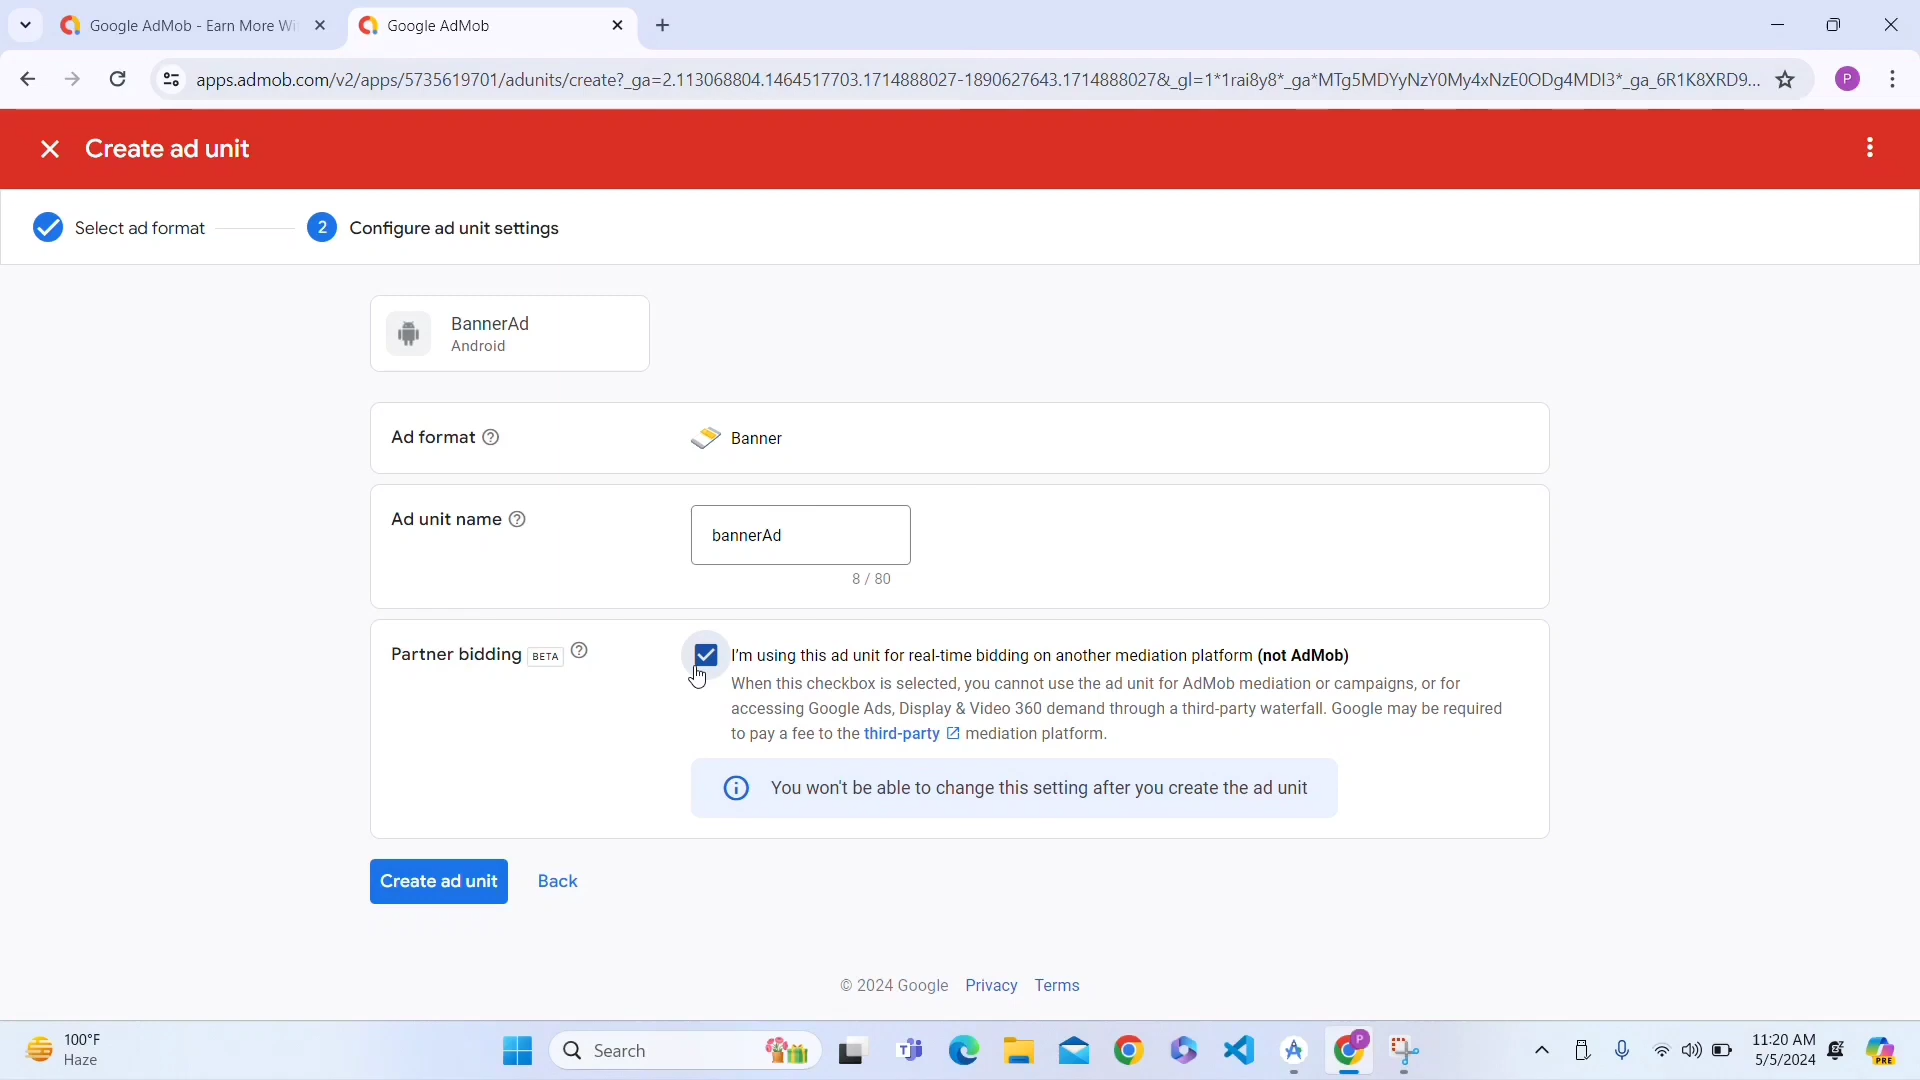 Google AdMob - Earn More Wi
Google AdMob
apps.admob.com/v2/apps/5735619701/adunits/create?_ga=2.113068804.1464517703.1714888027-1890627643.1714888027&_gl=1*1rai8y8*_ga*MTg5MDYyNzY0My4xNzE0ODg4MDI3*_ga_6R1K8XRD9...
P
Create ad unit
Select ad format
2 Configure ad unit settings
BannerAd
Android
Ad format
Banner
Ad unit name
bannerAd
8 / 80
Partner bidding BETA
I'm using this ad unit for real-time bidding on another mediation platform (not AdMob)
When this checkbox is selected, you cannot use the ad unit for AdMob mediation or campaigns, or for
accessing Google Ads, Display & Video 360 demand through a third-party waterfall. Google may be required
to pay a fee to the third-party mediation platform.
You won't be able to change this setting after you create the ad unit
Create ad unit
Back
© 2024 Google Privacy Terms
100°F
Haze
Search
P
11:20 AM
5/5/2024
PRE